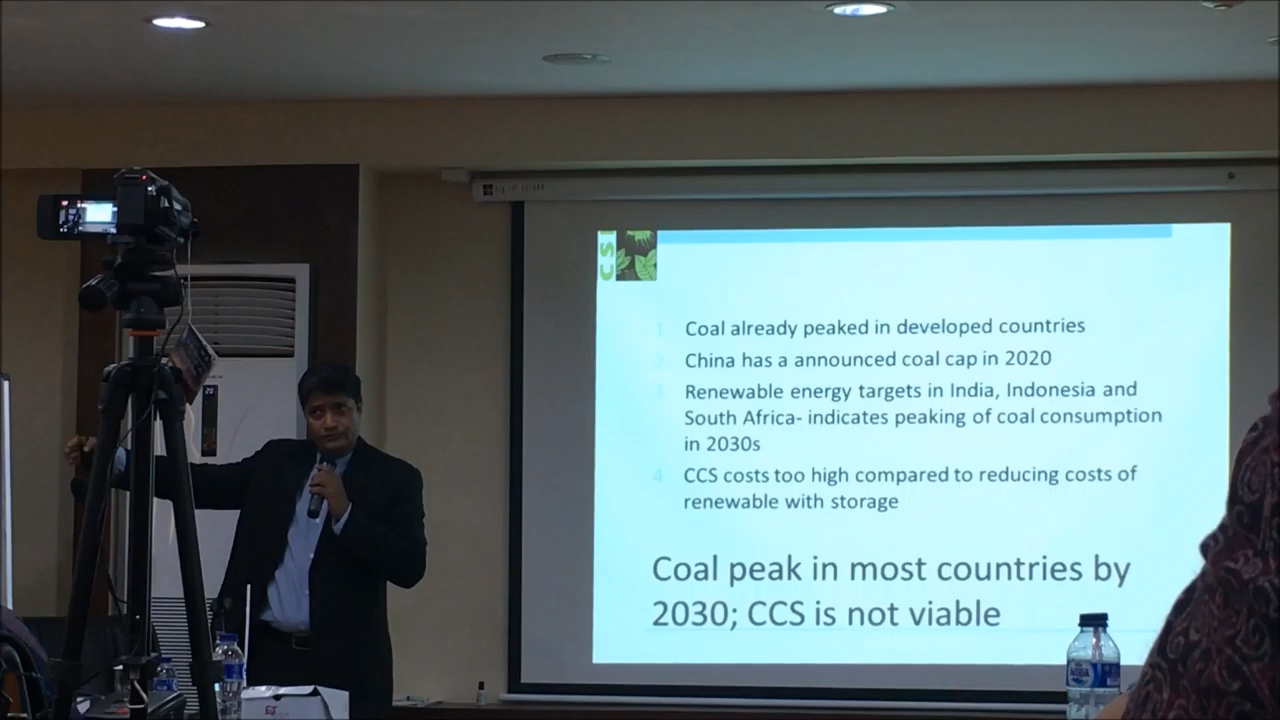 CSE
1 Coal already peaked in developed countries
2 China has a announced coal cap in 2020
3 Renewable energy targets in India, Indonesia and
South Africa- indicates peaking of coal consumption
in 2030s
4 CCS costs too high compared to reducing costs of
renewable with storage
Coal peak in most countries by
2030; CCS is not viable